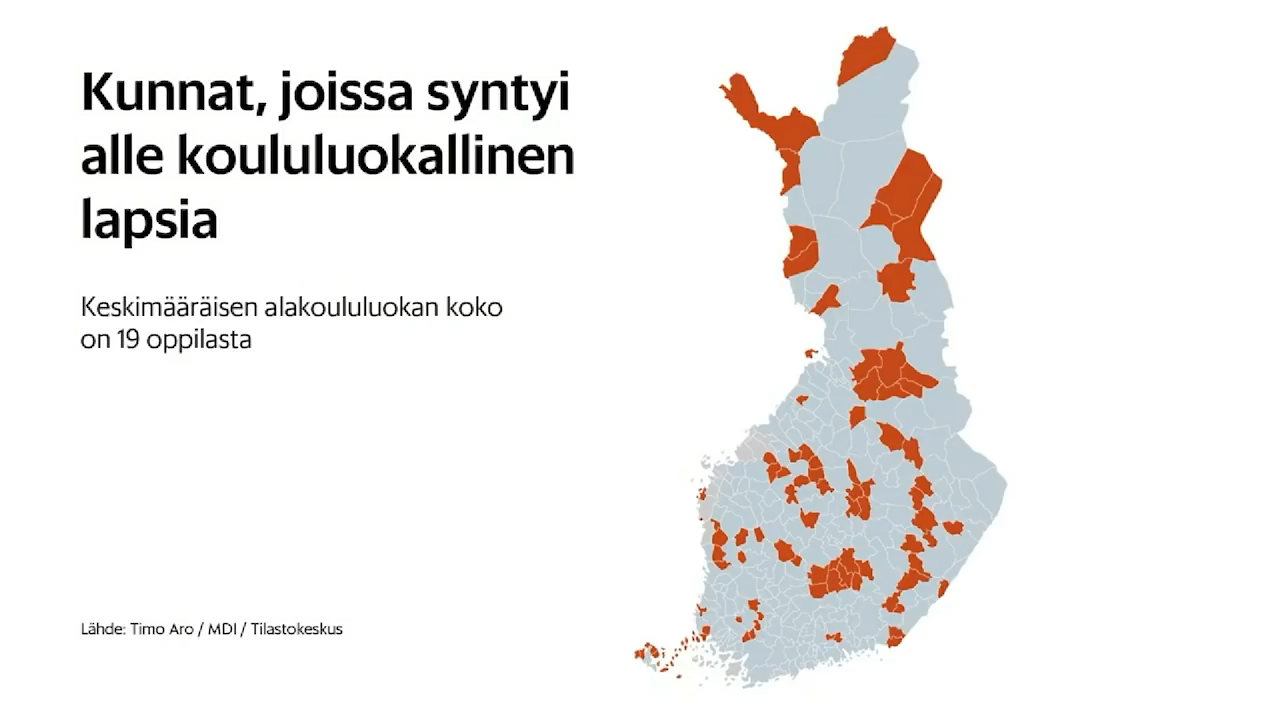 Kunnat, joissa syntyi
alle koululuokallinen
lapsia
Keskimääräisen alakoululuokan koko
on 19 oppilasta
Lähde: Timo Aro / MDI / Tilastokeskus